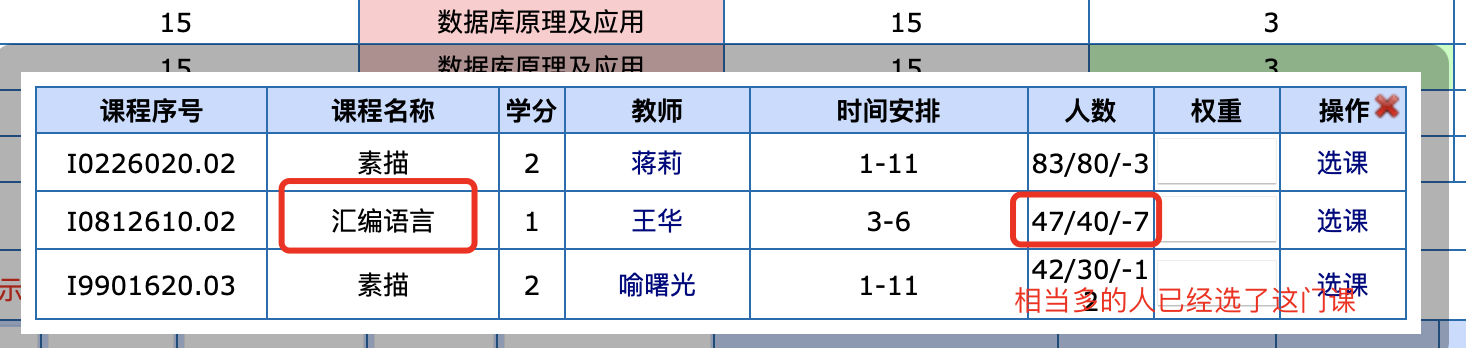 15 数据库原理及应用 15 3
15 数据库原理及应用 15 3
课程序号 课程名称 学分 教师 时间安排 人数 权重 操作
I0226020.02 素描 2 蒋莉 1-11 83/80/-3 选课
I0812610.02 汇编语言 1 王华 3-6 47/40/-7 选课
I9901620.03 素描 2 喻曙光 1-11 42/30/-1
2 选课
相当多的人已经选了这门课
示